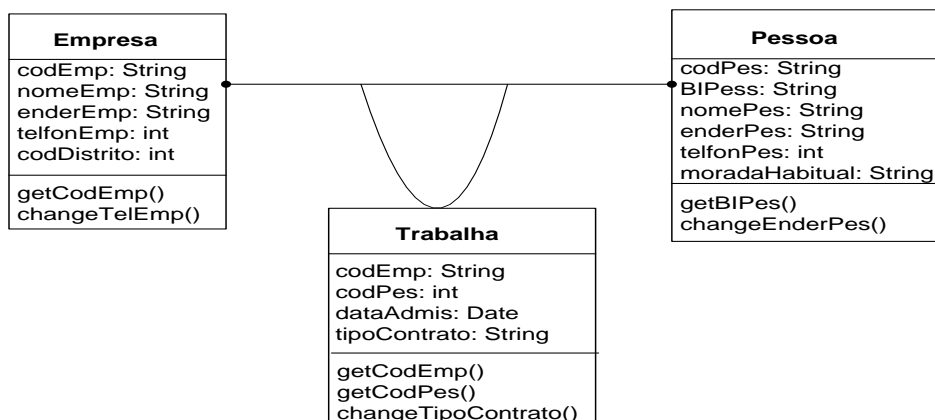 Empresa
codEmp: String
nomeEmp: String
enderEmp: String
telfonEmp: int
codDistrito: int
getCodEmp()
changeTelEmp()
Pessoa
codPes: String
BIPess: String
nomePes: String
enderPes: String
telfonPes: int
moradaHabitual: String
getBIPes()
changeEnderPes()
Trabalha
codEmp: String
codPes: int
dataAdmis: Date
tipoContrato: String
getCodEmp()
getCodPes()
changeTipoContrato()